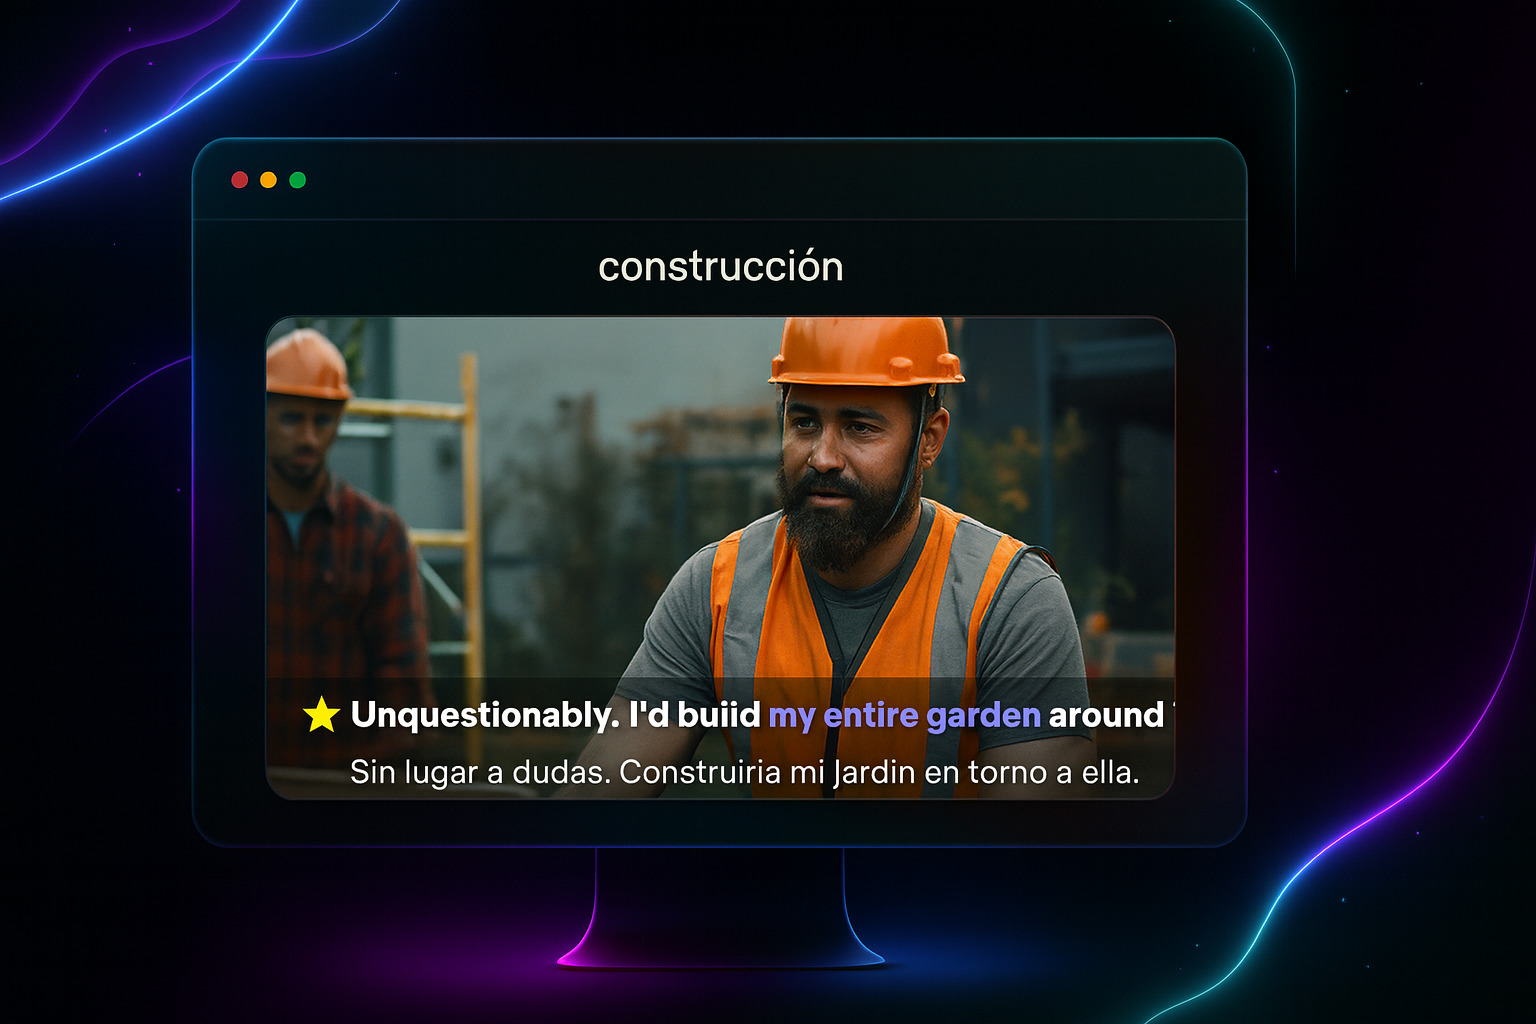 construcción
Unquestionably. I'd buiid my entire garden around
Sin lugar a dudas. Construiria mi Jardin en torno a ella.